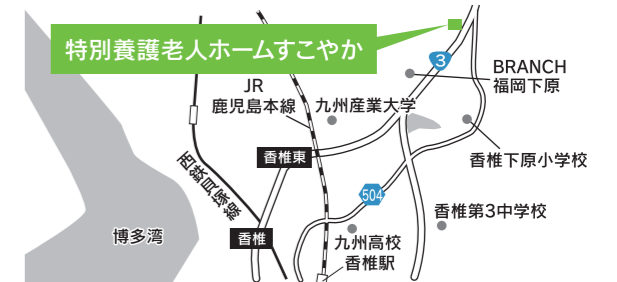 特別養護老人ホームすこやか
3
BRANCH
福岡下原
JR
鹿児島本線
九州産業大学
香椎東
香椎下原小学校
西鉄貝塚線
504
香椎第3中学校
博多湾
香椎
九州高校
香椎駅